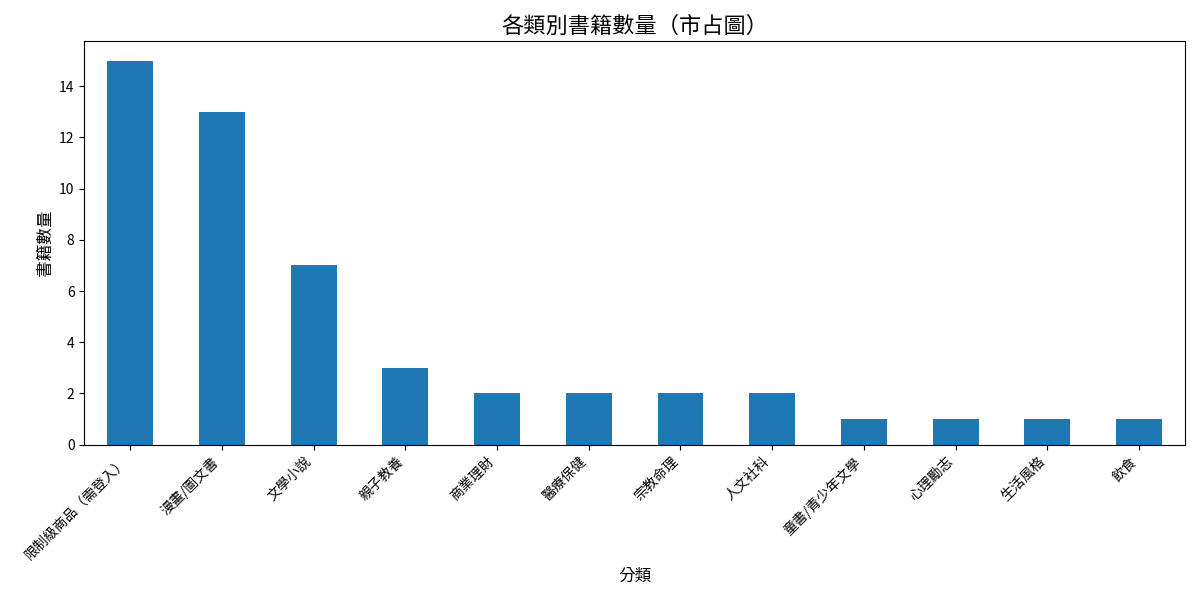 各類別書籍數量（市占圖）
書籍數量
14
12
10
8
6
4
2
0
限制級商品（需登入）
漫畫/圖文書
文學小說
親子教養
商業理財
醫療保健
宗教命理
人文社科
童書/青少年文學
心理勵志
生活風格
飲食
分類